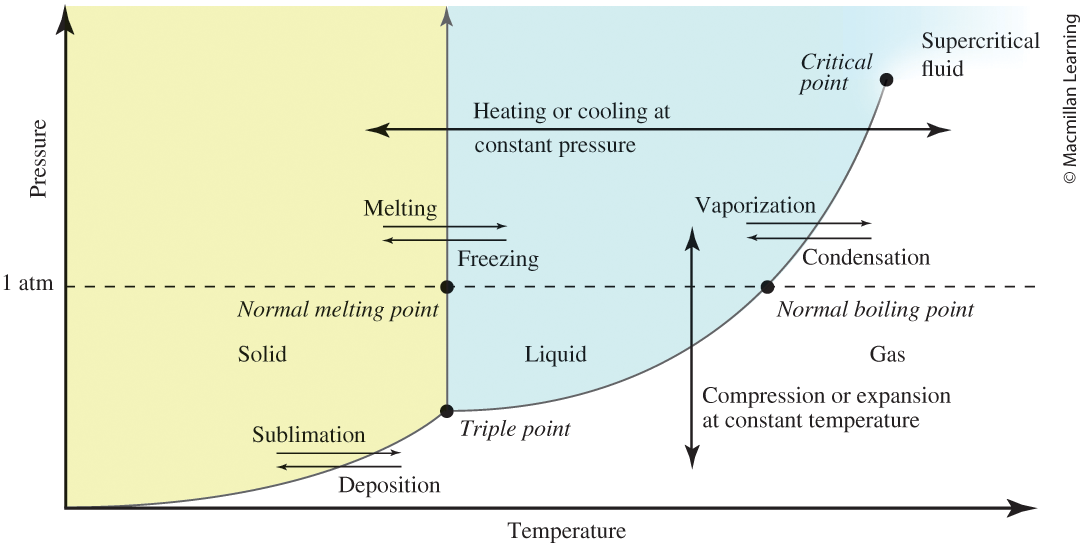 Supercritical
fluid
Critical
point
Heating or cooling at
constant pressure
Pressure
Melting
Freezing
Vaporization
Condensation
1 atm
Normal melting point
Normal boiling point
Solid
Liquid
Gas
Compression or expansion
at constant temperature
Triple point
Sublimation
Deposition
Temperature
© Macmillan Learning